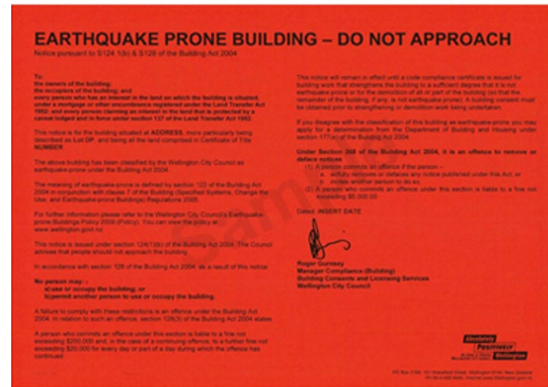 EARTHQUAKE PRONE BUILDING – DO NOT APPROACH
Notice pursuant to S124 1(b) & S128 of the Building Act 2004
To:
the owners of the building;
the occupiers of the building; and
every person who has an interest in the land on which the building is situated,
under a mortgage or other encumbrance registered under the Land Transfer Act
1952; and every person claiming an interest in the land that is protected by a
caveat lodged and in force under section 137 of the Land Transfer Act 1952.
This notice is for the building situated at ADDRESS, more particularly being
described as Lot DP, and being all the land comprised in Certificate of Title
NUMBER
The above building has been classified by the Wellington City Council as
earthquake-prone under the Building Act 2004.
The meaning of earthquake-prone is defined by section 122 of the Building Act
2004 in conjunction with clause 7 of the Building (Specified Systems, Change the
Use, and Earthquake-prone Buildings) Regulations 2005.
For further information please refer to the Wellington City Council's Earthquake-
prone Buildings Policy 2009 (Policy). You can view the policy at
www.wellington.govt.nz
This notice is issued under section 124(1)(b) of the Building Act 2004. The Council
advises that people should not approach the building.
In accordance with section 128 of the Building Act 2004, as a result of this notice:
No person may: -
a)use or occupy the building; or
b)permit another person to use or occupy the building.
A failure to comply with these restrictions is an offence under the Building Act
2004. In relation to such an offence, section 128(3) of the Building Act 2004 states
A person who commits an offence under this section is liable to a fine not
exceeding $200,000 and, in the case of a continuing offence, to a further fine not
exceeding $20,000 for every day or part of a day during which the offence has
continued
This notice will remain in effect until a code compliance certificate is issued for
building work that strengthens the building to a sufficient degree that it is not
earthquake prone or for the demolition of all or part of the building (so that the
remainder of the building, if any, is not earthquake prone). A building consent must
be obtained prior to strengthening or demolition work being undertaken.
If you disagree with the classification of this building as earthquake-prone you may
apply for a determination from the Department of Building and Housing under
section 177(a) of the Building Act 2004.
Under Section 368 of the Building Act 2004, it is an offence to remove or
deface notices
(1) A person commits an offence if the person –
a. wilfully removes or defaces any notice published under this Act; or
b. incites another person to do so.
(2) A person who commits an offence under this section is liable to a fine not
exceeding $5,000.00
Dated: INSERT DATE
Sample
Roger Gurnsey
Manager Compliance (Building)
Building Consents and Licensing Services
Wellington City Council
Absolutely
POSITIVELY
Wellington